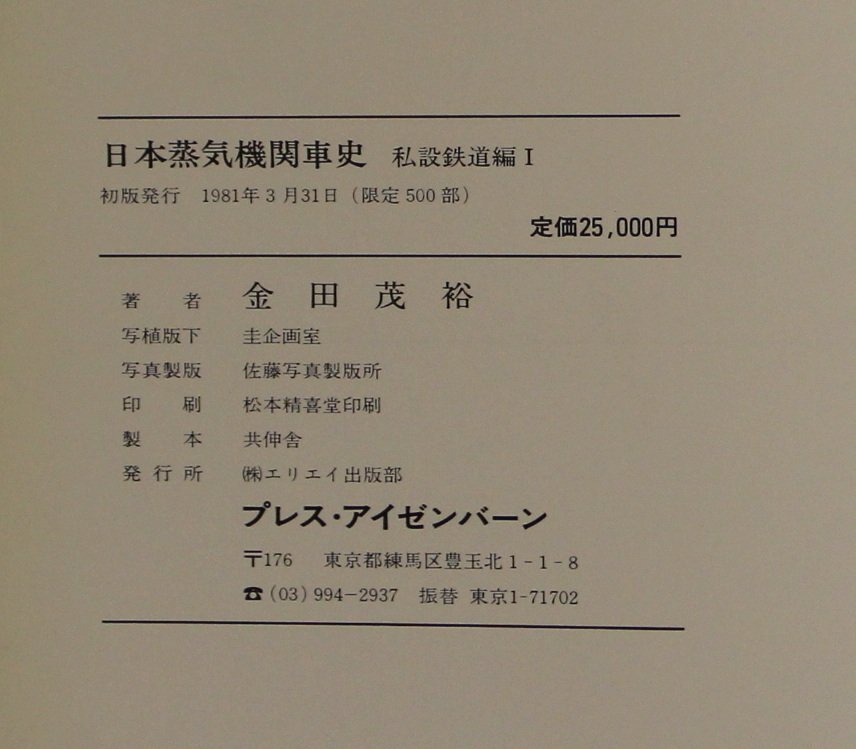 日本蒸気機関車史 私設鉄道編 I
初版発行 1981年3月31日（限定500部）
定価25,000円
著者 金田茂裕
写植版下 圭企画室
写真製版 佐藤写真製版所
印刷 松本精喜堂印刷
製本 共伸舎
発行所 ㈱エリエイ出版部
プレス・アイゼンバーン
〒176 東京都練馬区豊玉北1-1-8
☎(03)994-2937 振替 東京1-71702